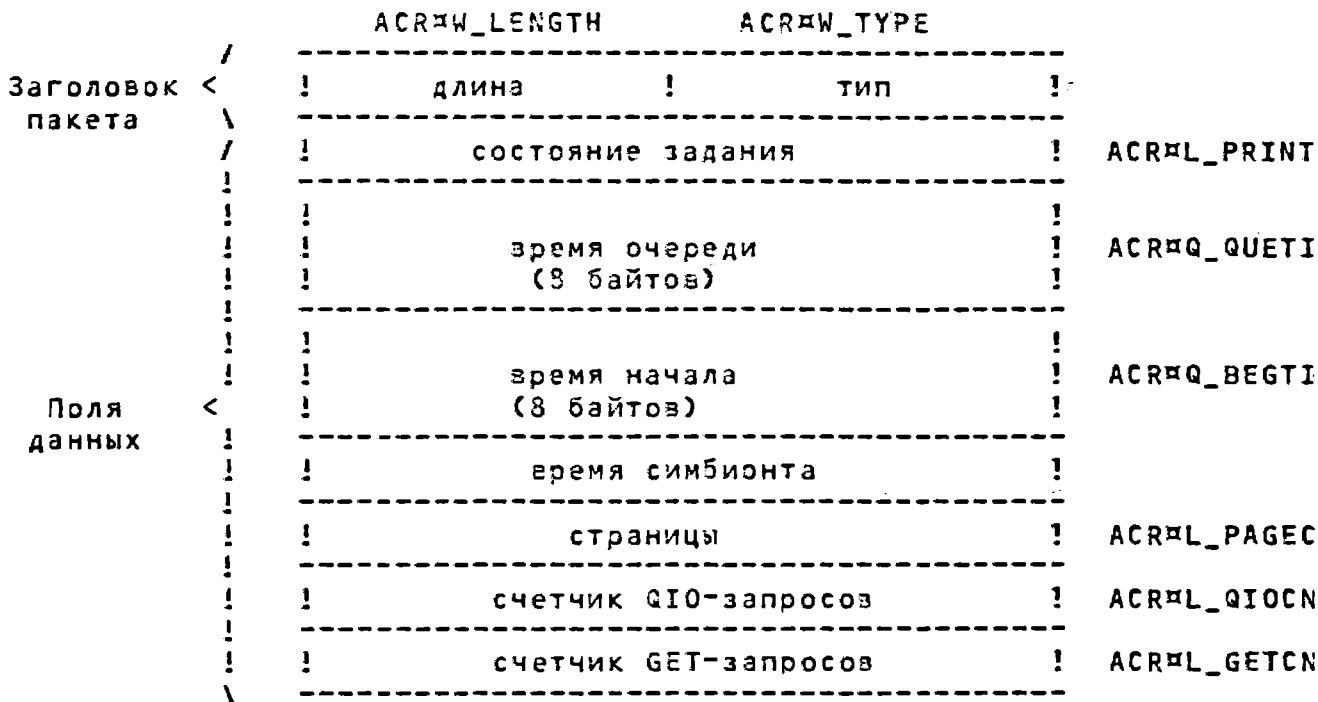 ACR¤W_LENGTH ACR¤W_TYPE
Заголовок пакета
длина ! тип
состояние задания ACR¤L_PRINT
время очереди ACR¤Q_QUETI
(8 байтов)
время начала ACR¤Q_BEGTI
Поля данных
(8 байтов)
время симбионта
страницы ACR¤L_PAGEC
счетчик QIO-запросов ACR¤L_QIOCN
счетчик GET-запросов ACR¤L_GETCN